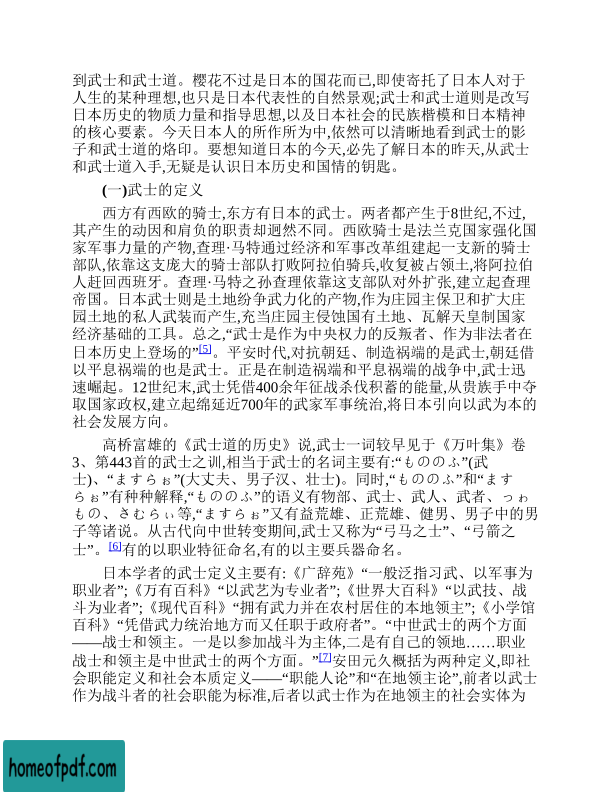 到武士和武士道。樱花不过是日本的国花而已,即使寄托了日本人对于
人生的某种理想,也只是日本代表性的自然景观;武士和武士道则是改写
日本历史的物质力量和指导思想,以及日本社会的民族楷模和日本精神
的核心要素。今天日本人的所作所为中,依然可以清晰地看到武士的影
子和武士道的烙印。要想知道日本的今天,必先了解日本的昨天,从武士
和武士道入手,无疑是认识日本历史和国情的钥匙。
(一)武士的定义
西方有西欧的骑士,东方有日本的武士。两者都产生于8世纪,不过,
其产生的动因和肩负的职责却迥然不同。西欧骑士是法兰克国家强化国
家军事力量的产物,查理·马特通过经济和军事改革组建起一支新的骑士
部队,依靠这支庞大的骑士部队打败阿拉伯骑兵,收复被占领土,将阿拉伯
人赶回西班牙。查理·马特之孙查理依靠这支部队对外扩张,建立起查理
帝国。日本武士则是土地纷争武力化的产物,作为庄园主保卫和扩大庄
园土地的私人武装而产生,充当庄园主侵蚀国有土地、瓦解天皇制国家
经济基础的工具。总之,“武士是作为中央权力的反叛者、作为非法者在
日本历史上登场的”[5]。平安时代,对抗朝廷、制造祸端的是武士,朝廷借
以平息祸端的也是武士。正是在制造祸端和平息祸端的战争中,武士迅
速崛起。12世纪末,武士凭借400余年征战杀伐积蓄的能量,从贵族手中夺
取国家政权,建立起绵延近700年的武家军事统治,将日本引向以武为本的
社会发展方向。
高桥富雄的《武士道的历史》说,武士一词较早见于《万叶集》卷
3、第443首的武士之训,相当于武士的名词主要有:“もののふ”(武
士)、“ますらぉ”(大丈夫、男子汉、壮士)。同时,“もののふ”和“ます
らぉ”有种种解释,“もののふ”的语义有物部、武士、武人、武者、っゎ
もの、さむらぃ等,“ますらぉ”又有益荒雄、正荒雄、健男、男子中的男
子等诸说。从古代向中世转变期间,武士又称为“弓马之士”、“弓箭之
士”。[6]有的以职业特征命名,有的以主要兵器命名。
日本学者的武士定义主要有:《广辞苑》“一般泛指习武、以军事为
职业者”;《万有百科》“以武艺为专业者”;《世界大百科》“以武技、战
斗为业者”;《现代百科》“拥有武力并在农村居住的本地领主”;《小学馆
百科》“凭借武力统治地方而又任职于政府者”。“中世武士的两个方面
——战士和领主。一是以参加战斗为主体,二是有自己的领地……职业
战士和领主是中世武士的两个方面。”[7]安田元久概括为两种定义,即社
会职能定义和社会本质定义——“职能人论”和“在地领主论”,前者以武士
作为战斗者的社会职能为标准,后者以武士作为在地领主的社会实体为
homeofpdf.com